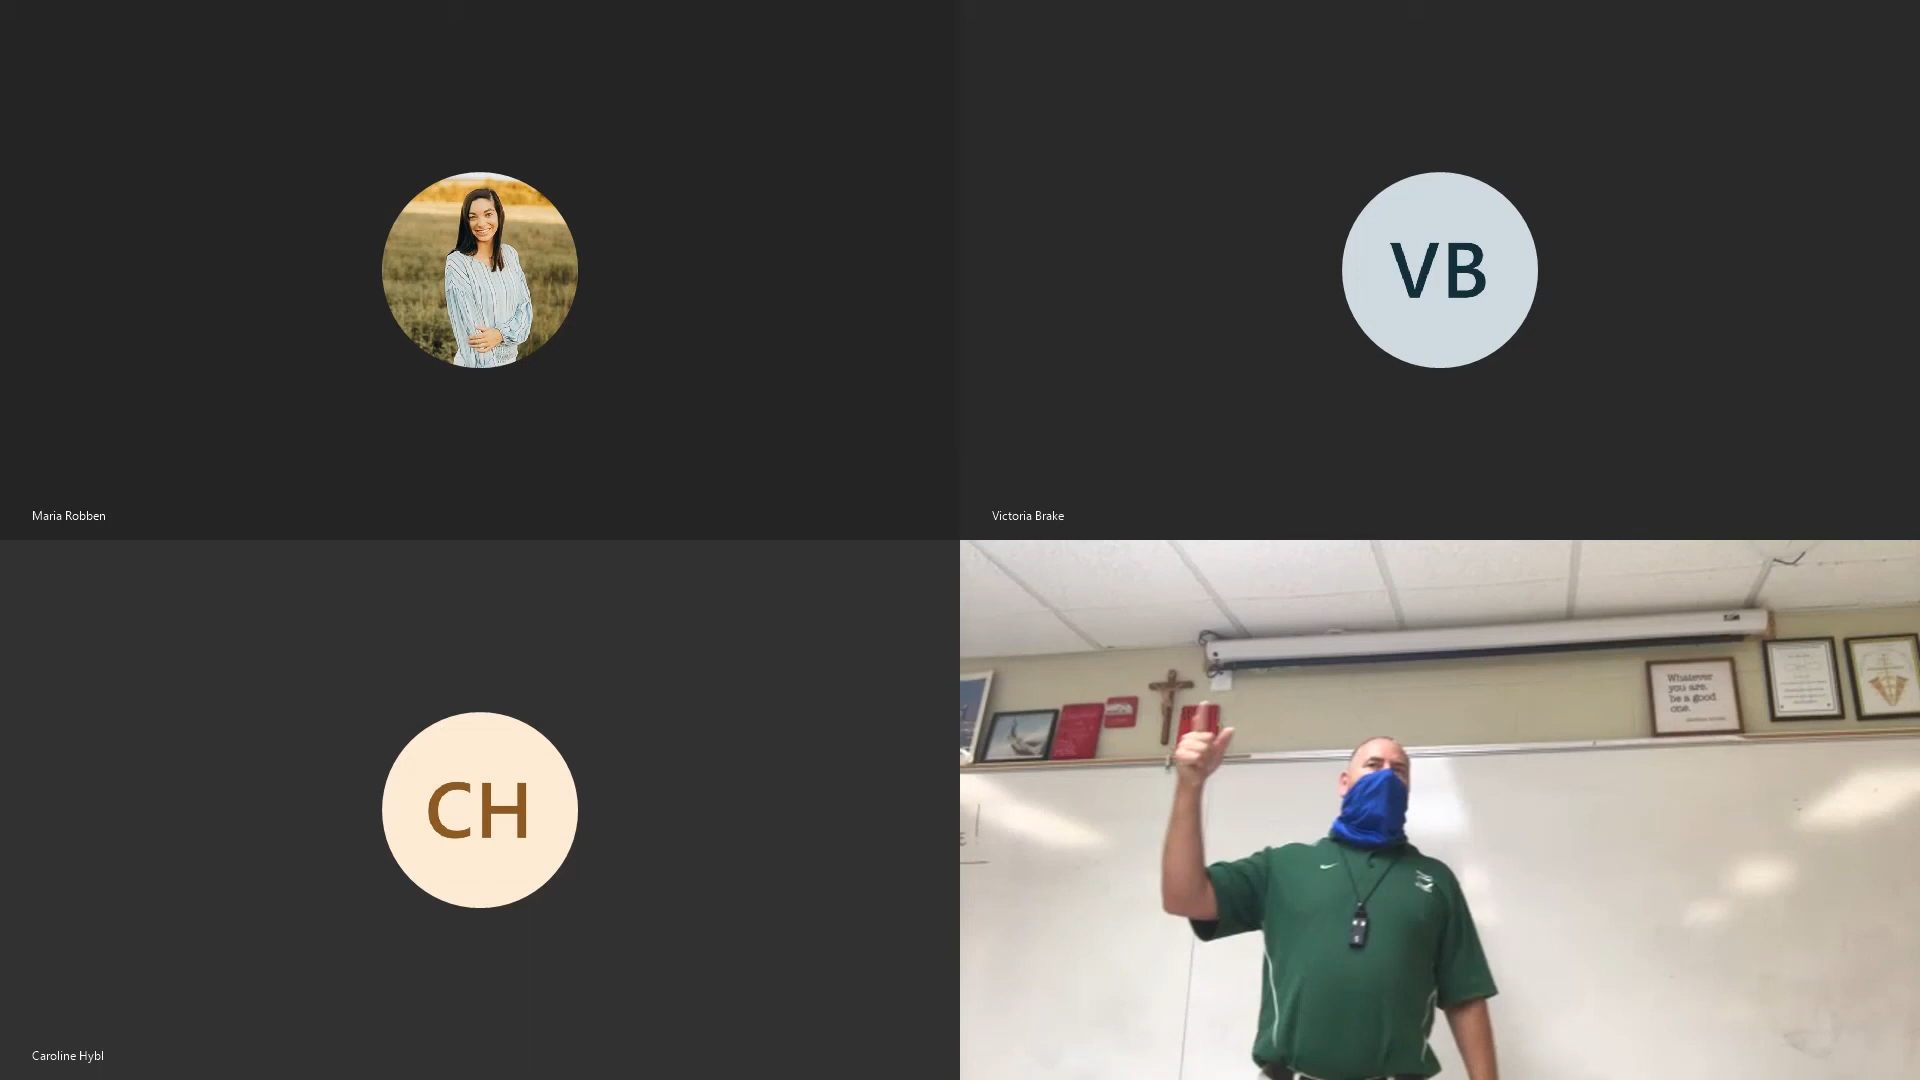 VB
Maria Robben
Victoria Brake
CH
Whatever
you are,
be a good
one.
Caroline Hybl